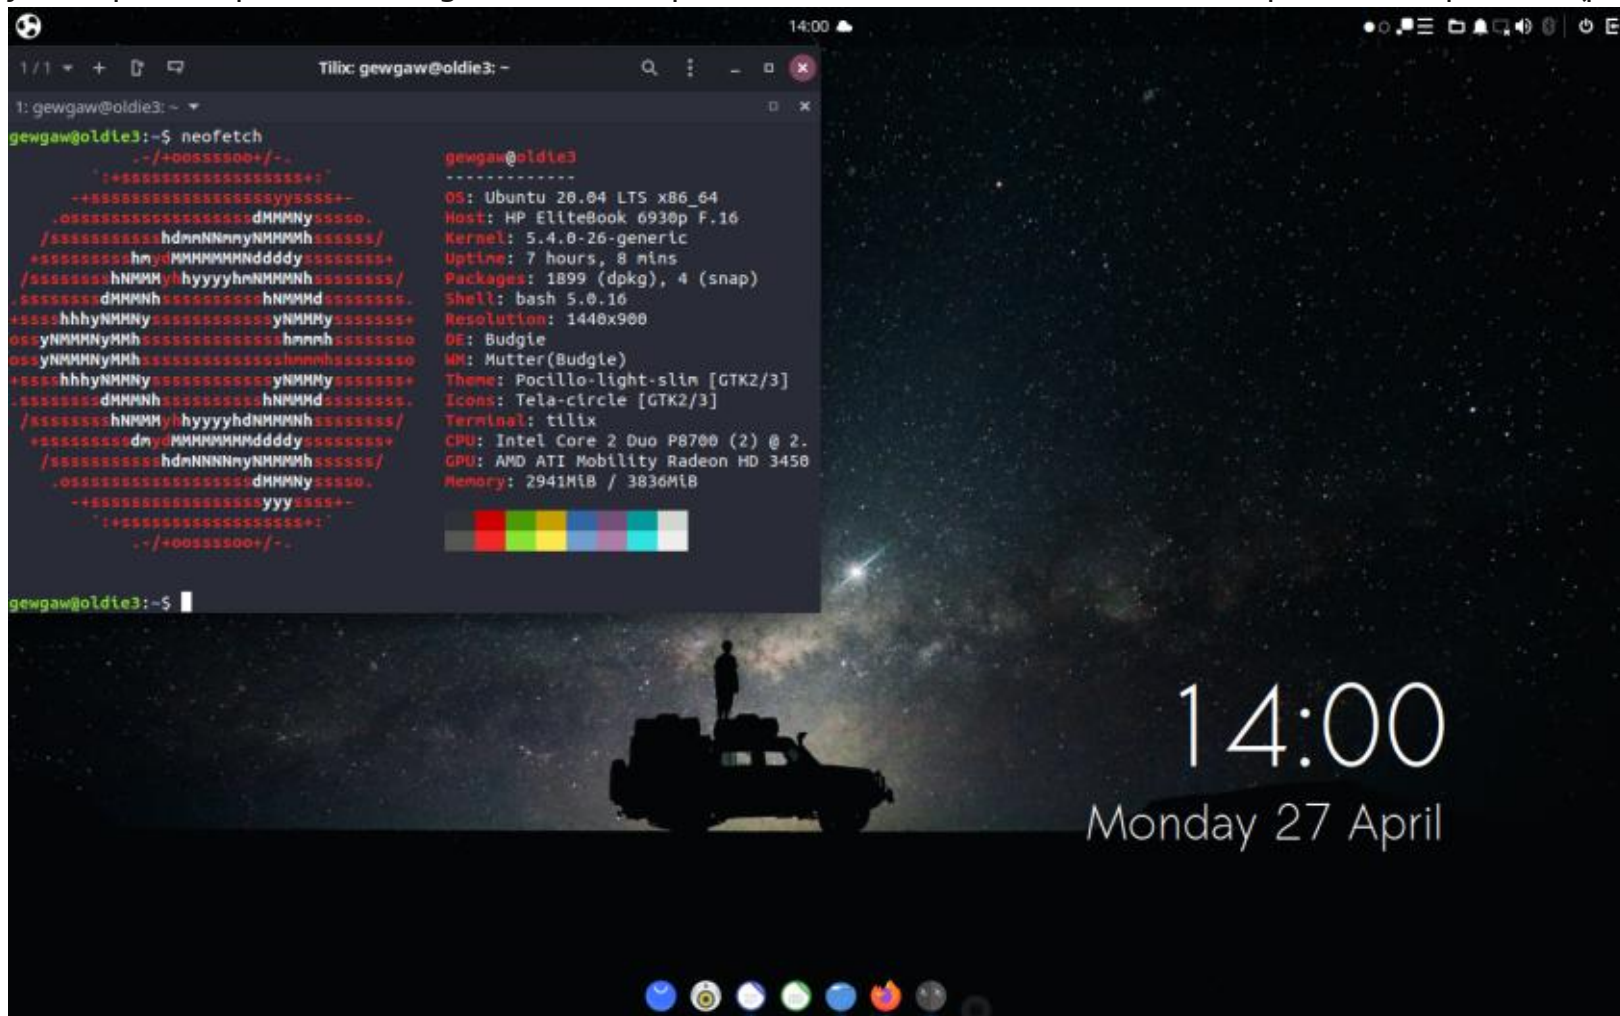 14:00
1/1
Tilix: gewgaw@oldie3: ~
1: gewgaw@oldie3: ~
gewgaw@oldie3:~$ neofetch
.-/+oossssoo+/-.
gewgaw@oldie3
-------------
OS: Ubuntu 20.04 LTS x86_64
Host: HP EliteBook 6930p F.16
Kernel: 5.4.0-26-generic
Uptime: 7 hours, 8 mins
Packages: 1899 (dpkg), 4 (snap)
Shell: bash 5.0.16
Resolution: 1440x900
DE: Budgie
WM: Mutter(Budgie)
Theme: Pocillo-light-slim [GTK2/3]
Icons: Tela-circle [GTK2/3]
Terminal: tilix
CPU: Intel Core 2 Duo P8700 (2) @ 2.
GPU: AMD ATI Mobility Radeon HD 3450
Memory: 2941MiB / 3836MiB
gewgaw@oldie3:~$
14:00
Monday 27 April